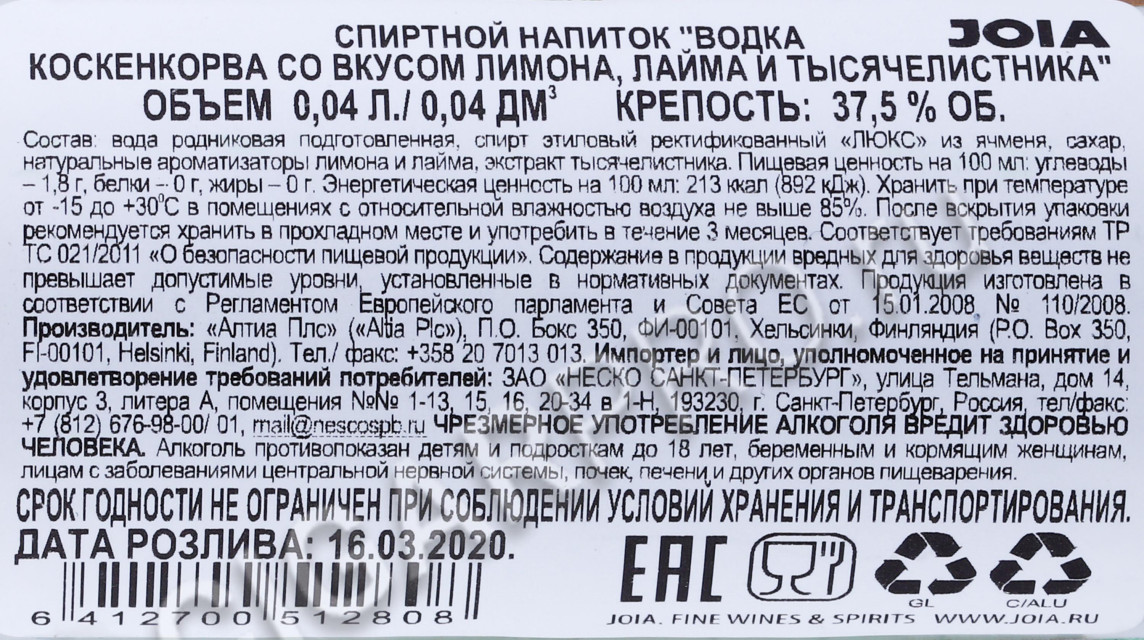 СПИРТНОЙ НАПИТОК "ВОДКА JOIA
КОСКЕНКОРВА СО ВКУСОМ ЛИМОНА, ЛАЙМА И ТЫСЯЧЕЛИСТНИКА"
ОБЪЕМ 0,04 Л./ 0,04 ДМ³ КРЕПОСТЬ: 37,5 % ОБ.
Состав: вода родниковая подготовленная, спирт этиловый ректификованный «ЛЮКС» из ячменя, сахар,
натуральные ароматизаторы лимона и лайма, экстракт тысячелистника. Пищевая ценность на 100 мл: углеводы
– 1,8 г, белки – 0 г, жиры – 0 г. Энергетическая ценность на 100 мл: 213 ккал (892 кДж). Хранить при температуре
от -15 до +30°С в помещениях с относительной влажностью воздуха не выше 85%. После вскрытия упаковки
рекомендуется хранить в прохладном месте и употребить в течение 3 месяцев. Соответствует требованиям ТР
ТС 021/2011 «О безопасности пищевой продукции». Содержание в продукции вредных для здоровья веществ не
превышает допустимые уровни, установленные в нормативных документах. Продукция изготовлена в
соответствии с Регламентом Европейского парламента и Совета ЕС от 15.01.2008 № 110/2008.
Производитель: «Алтиа Плс» («Altia Plc»), П.О. Бокс 350, ФИ-00101, Хельсинки, Финляндия (P.O. Box 350,
FI-00101, Helsinki, Finland). Тел./ факс: +358 20 7013 013. Импортер и лицо, уполномоченное на принятие и
удовлетворение требований потребителей: ЗАО «НЕСКО САНКТ-ПЕТЕРБУРГ», улица Тельмана, дом 14,
корпус 3, литера А, помещения №№ 1-13, 15, 16, 20-34 в 1-Н, 193230, г. Санкт-Петербург, Россия, тел/факс:
+7 (812) 676-98-00/ 01, mail@nescospb.ru ЧРЕЗМЕРНОЕ УПОТРЕБЛЕНИЕ АЛКОГОЛЯ ВРЕДИТ ЗДОРОВЬЮ
ЧЕЛОВЕКА. Алкоголь противопоказан детям и подросткам до 18 лет, беременным и кормящим женщинам,
лицам с заболеваниями центральной нервной системы, почек, печени и других органов пищеварения.
СРОК ГОДНОСТИ НЕ ОГРАНИЧЕН ПРИ СОБЛЮДЕНИИ УСЛОВИЙ ХРАНЕНИЯ И ТРАНСПОРТИРОВАНИЯ.
ДАТА РОЗЛИВА: 16.03.2020. EAC
GL C/ALU
6 412700 512808 JOIA. FINE WINES & SPIRITS WWW.JOIA.RU